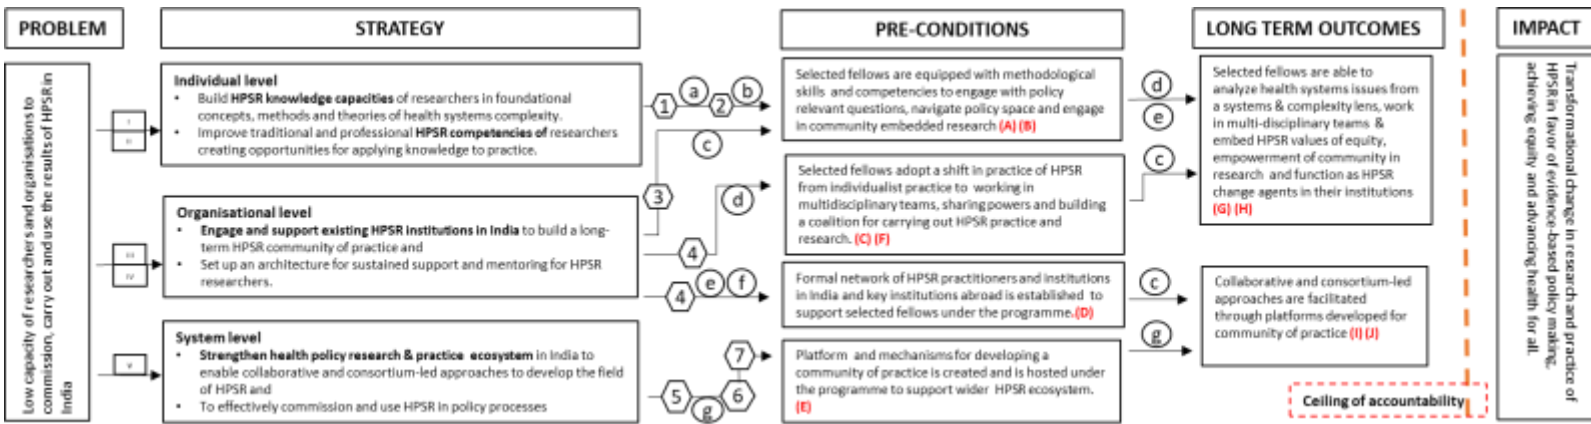 PROBLEM
STRATEGY
PRE-CONDITIONS
LONG TERM OUTCOMES
IMPACT
Low capacity of researchers and organisations to
commission, carry out and use the results of HPSR in
India
I
II
III
IV
V
Individual level
• Build HPSR knowledge capacities of researchers in foundational
concepts, methods and theories of health systems complexity.
• Improve traditional and professional HPSR competencies of researchers
creating opportunities for applying knowledge to practice.
Organisational level
• Engage and support existing HPSR institutions in India to build a long-
term HPSR community of practice and
• Set up an architecture for sustained support and mentoring for HPSR
researchers.
System level
• Strengthen health policy research & practice ecosystem in India to
enable collaborative and consortium-led approaches to develop the field
of HPSR and
• To effectively commission and use HPSR in policy processes
1
a
2
b
c
3
d
4
4
e
f
5
g
6
7
Selected fellows are equipped with methodological
skills and competencies to engage with policy
relevant questions, navigate policy space and engage
in community embedded research (A) (B)
Selected fellows adopt a shift in practice of HPSR
from individualist practice to working in
multidisciplinary teams, sharing powers and building
a coalition for carrying out HPSR practice and
research. (C) (F)
Formal network of HPSR practitioners and institutions
in India and key institutions abroad is established to
support selected fellows under the programme.(D)
Platform and mechanisms for developing a
community of practice is created and is hosted under
the programme to support wider HPSR ecosystem.
(E)
d
e
c
c
g
Selected fellows are able to
analyze health systems issues from
a systems & complexity lens, work
in multi-disciplinary teams &
embed HPSR values of equity,
empowerment of community in
research and function as HPSR
change agents in their institutions
(G) (H)
Collaborative and consortium-led
approaches are facilitated
through platforms developed for
community of practice (I) (J)
Ceiling of accountability
Transformational change in research and practice of
HPSR in favor of evidence-based policy making,
achieving equity and advancing health for all.